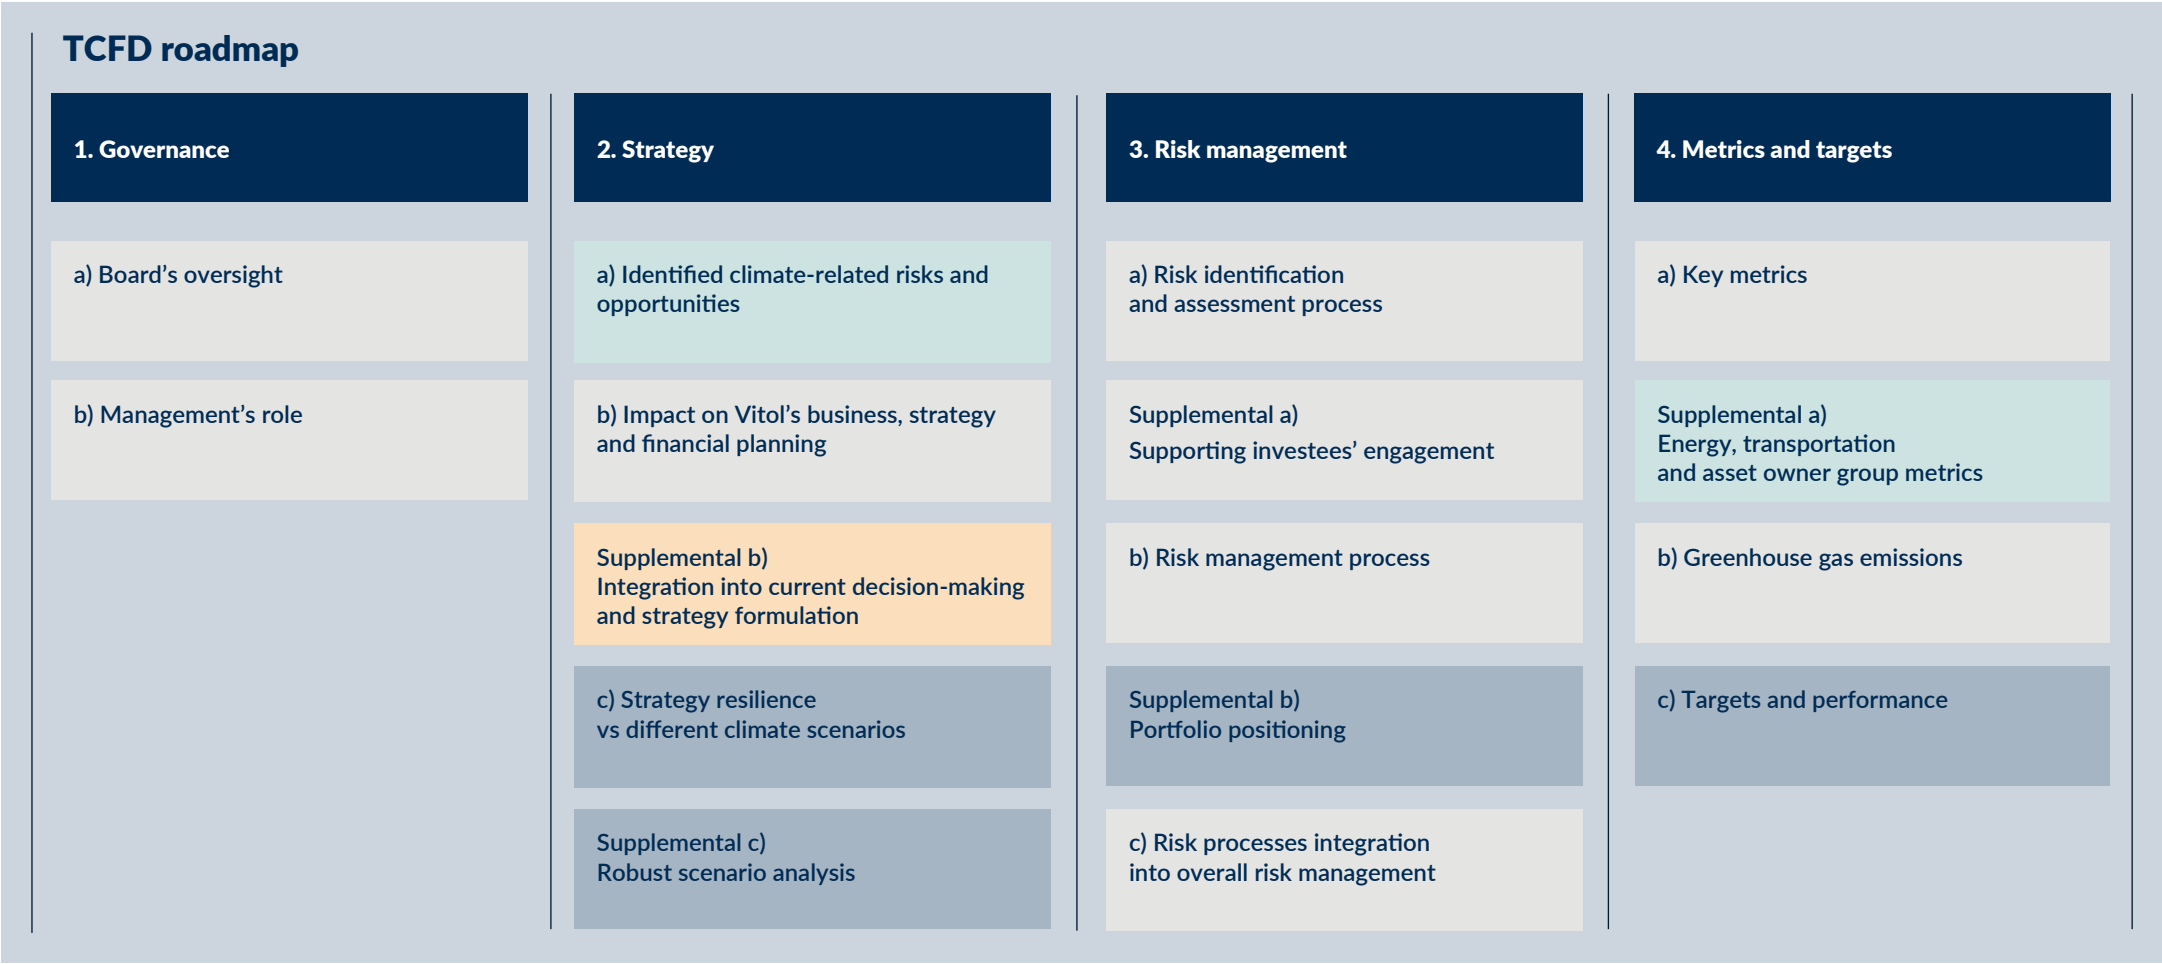 TCFD roadmap
1. Governance
a) Board’s oversight
b) Management’s role
2. Strategy
a) Identified climate-related risks and
opportunities
b) Impact on Vitol’s business, strategy
and financial planning
Supplemental b)
Integration into current decision-making
and strategy formulation
c) Strategy resilience
vs different climate scenarios
Supplemental c)
Robust scenario analysis
3. Risk management
a) Risk identification
and assessment process
Supplemental a)
Supporting investees’ engagement
b) Risk management process
Supplemental b)
Portfolio positioning
c) Risk processes integration
into overall risk management
4. Metrics and targets
a) Key metrics
Supplemental a)
Energy, transportation
and asset owner group metrics
b) Greenhouse gas emissions
c) Targets and performance